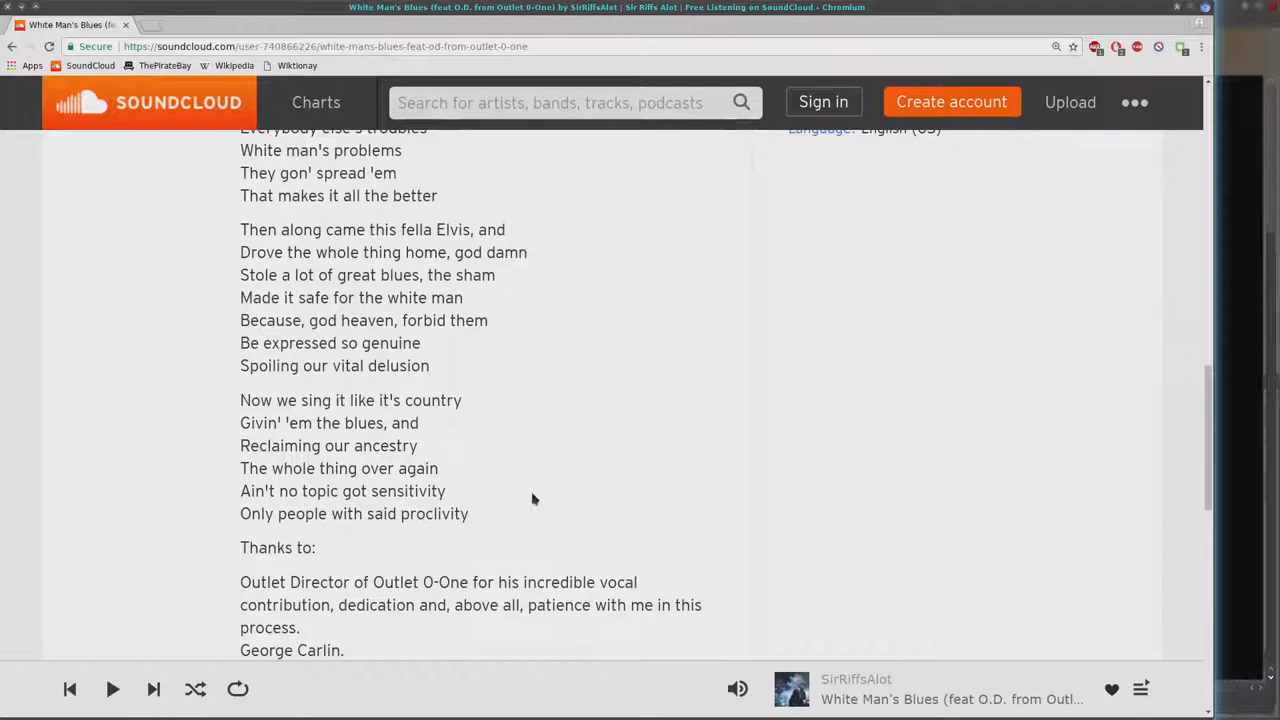 White Man's Blues (feat O.D. from Outlet 0-One) by SirRiffsAlot | Sir Riffs Alot | Free Listening on SoundCloud - Chromium
White Man's Blues (fe
Secure https://soundcloud.com/user-740866226/white-mans-blues-feat-od-from-outlet-0-one
Apps SoundCloud ThePirateBay Wikipedia Wiktionay
SOUNDCLOUD Charts Search for artists, bands, tracks, podcasts Sign in Create account Upload
Everybody else's troubles
Language: English (US)
White man's problems
They gon' spread 'em
That makes it all the better
Then along came this fella Elvis, and
Drove the whole thing home, god damn
Stole a lot of great blues, the sham
Made it safe for the white man
Because, god heaven, forbid them
Be expressed so genuine
Spoiling our vital delusion
Now we sing it like it's country
Givin' 'em the blues, and
Reclaiming our ancestry
The whole thing over again
Ain't no topic got sensitivity
Only people with said proclivity
Thanks to:
Outlet Director of Outlet 0-One for his incredible vocal
contribution, dedication and, above all, patience with me in this
process.
George Carlin.
SirRiffsAlot
White Man's Blues (feat O.D. from Outl...